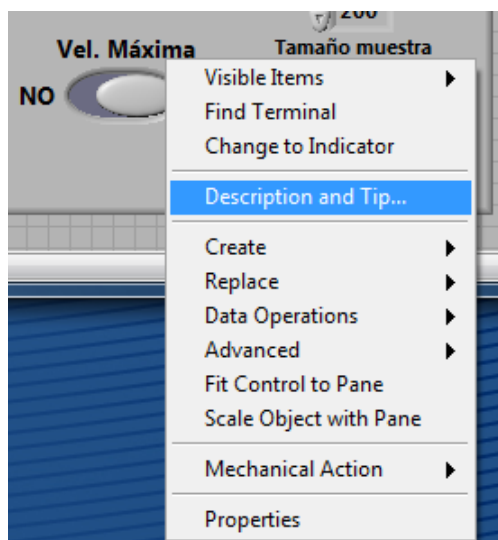 200
Vel. Máxima
Tamaño muestra
NO
Visible Items
Find Terminal
Change to Indicator
Description and Tip...
Create
Replace
Data Operations
Advanced
Fit Control to Pane
Scale Object with Pane
Mechanical Action
Properties